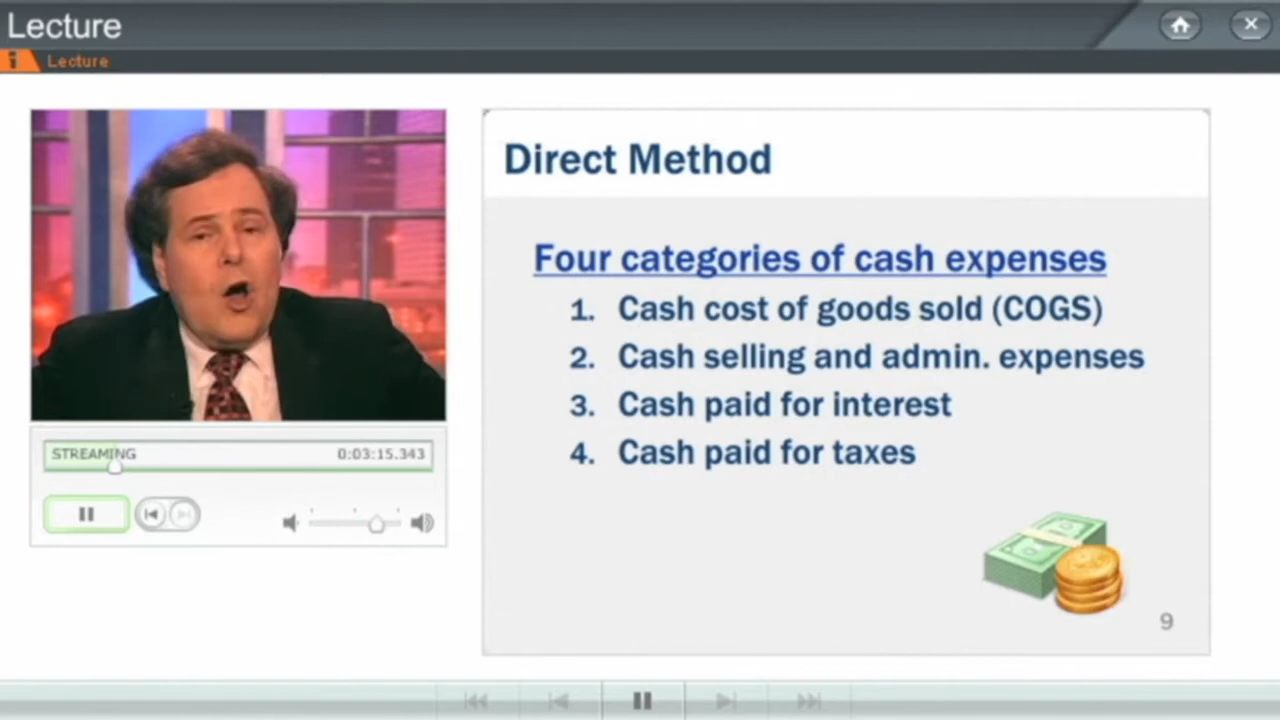 Lecture
i Lecture
Direct Method
Four categories of cash expenses
1. Cash cost of goods sold (COGS)
2. Cash selling and admin. expenses
3. Cash paid for interest
4. Cash paid for taxes
STREAMING 0:03:15.343
9